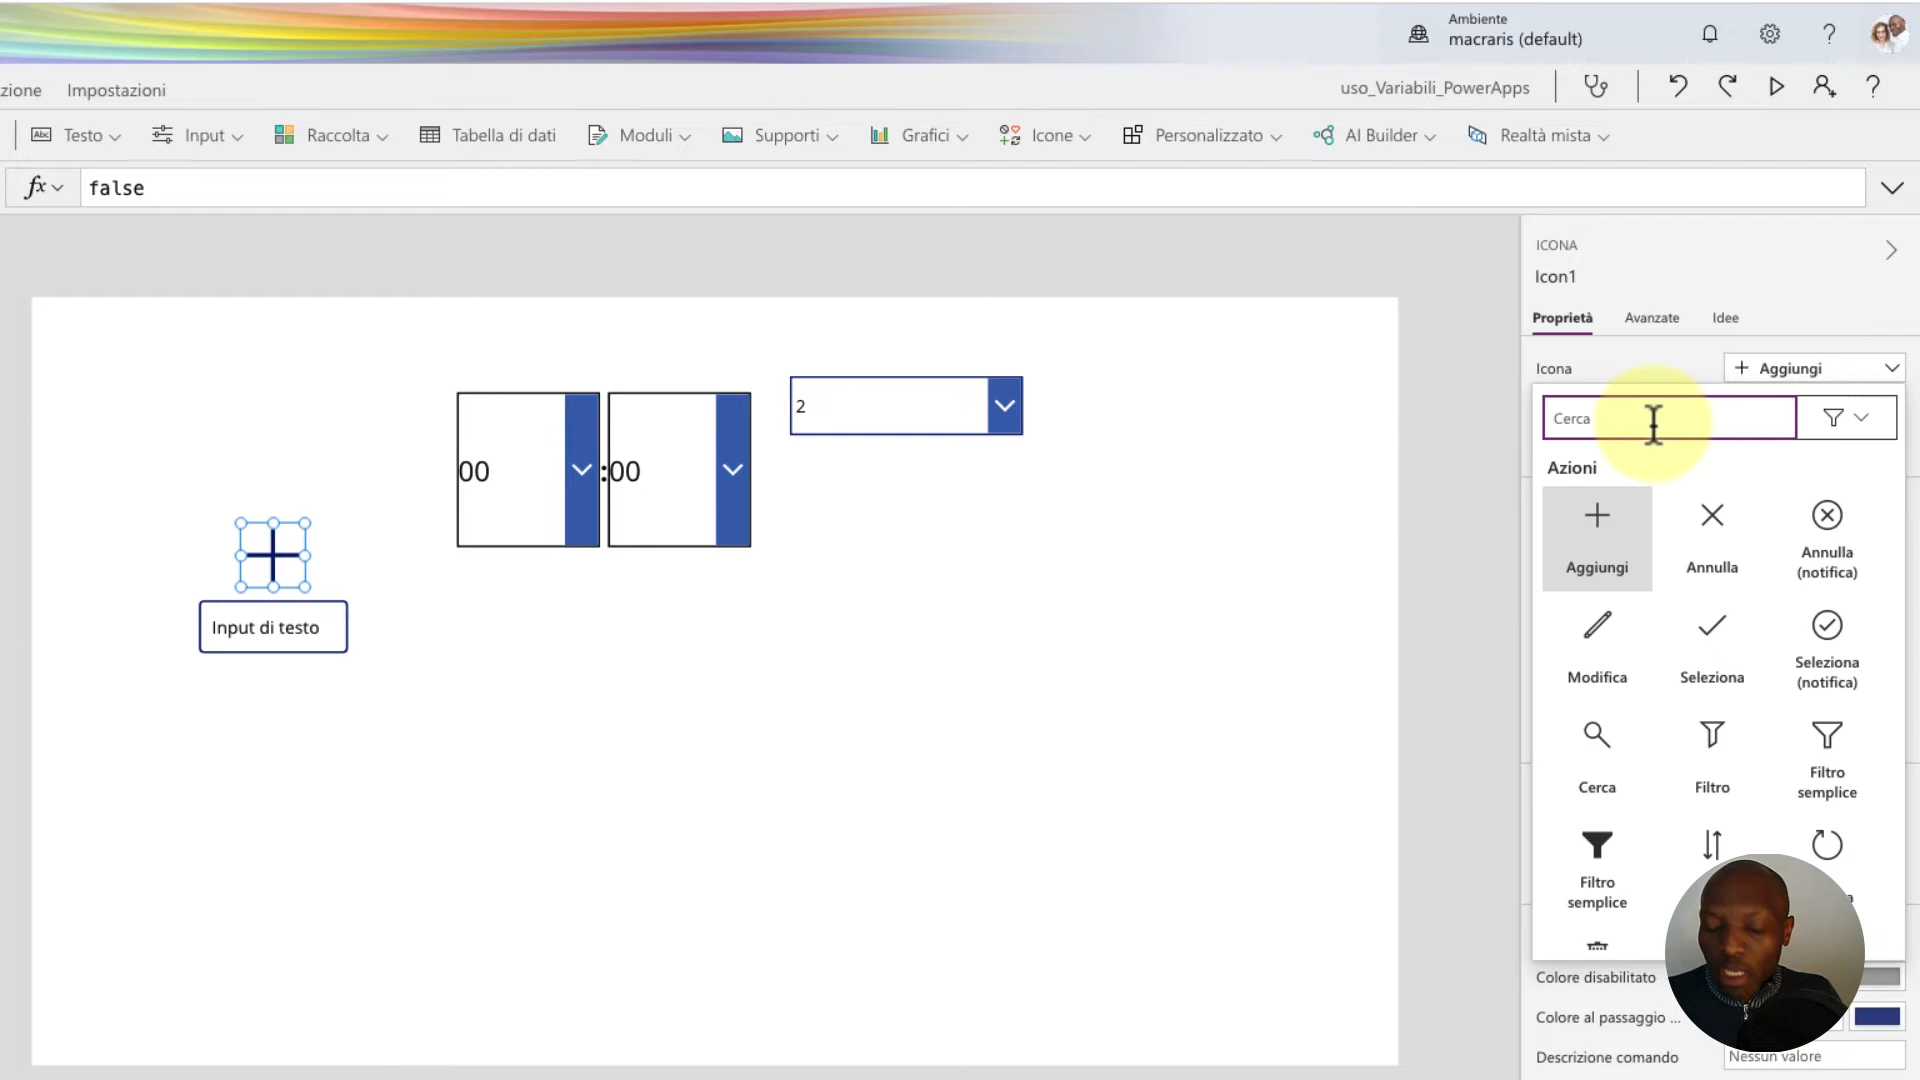 Ambiente
macraris (default)
zione Impostazioni
uso_Variabili_PowerApps
Abc Testo Input Raccolta Tabella di dati Moduli Supporti Grafici Icone Personalizzato AI Builder Realtà mista
fx false
ICONA
Icon1
Proprietà Avanzate Idee
Icona Aggiungi
Cerca
Azioni
Aggiungi Annulla Annulla
(notifica)
Modifica Seleziona Seleziona
(notifica)
Cerca Filtro Filtro
semplice
Filtro
semplice
Colore disabilitato
Colore al passaggio ...
Descrizione comando Nessun valore
2
00 :00
Input di testo